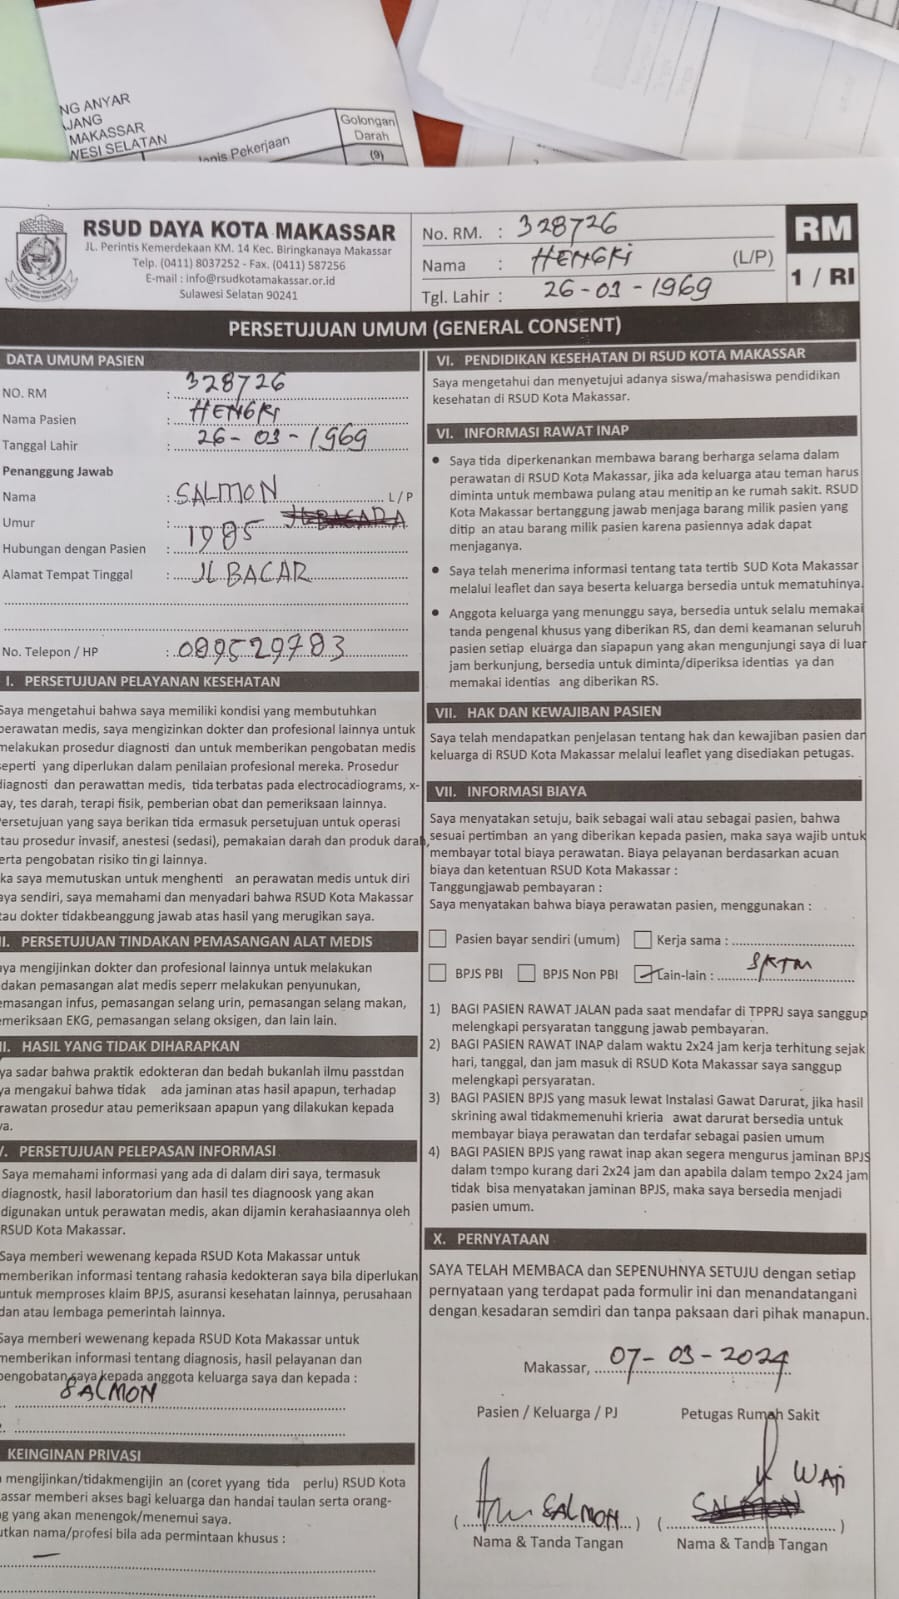 NG ANYAR
JANG
MAKASSAR
WESI SELATAN
Jenis Pekerjaan
Golongan
Darah
(9)
RSUD DAYA KOTA MAKASSAR
JL. Perintis Kemerdekaan KM. 14 Kec. Biringkanaya Makassar
Telp. (0411) 8037252 - Fax. (0411) 587256
E-mail : info@rsudkotamakassar.or.id
Sulawesi Selatan 90241
No. RM. : 328726
Nama : HENGKI (L/P)
Tgl. Lahir : 26-03-1969
RM
1 / RI
PERSETUJUAN UMUM (GENERAL CONSENT)
DATA UMUM PASIEN
NO. RM : 328726
Nama Pasien : HENGKI
Tanggal Lahir : 26-03-1969
Penanggung Jawab
Nama : SALMON L / P
Umur :
Hubungan dengan Pasien : 1985
Alamat Tempat Tinggal : JL BACAR
No. Telepon / HP : 089529783
I. PERSETUJUAN PELAYANAN KESEHATAN
Saya mengetahui bahwa saya memiliki kondisi yang membutuhkan
perawatan medis, saya mengizinkan dokter dan profesional lainnya untuk
melakukan prosedur diagnosti dan untuk memberikan pengobatan medis
seperti yang diperlukan dalam penilaian profesional mereka. Prosedur
diagnosti dan perawattan medis, tida terbatas pada electrocadiograms, x-
ay, tes darah, terapi fisik, pemberian obat dan pemeriksaan lainnya.
Persetujuan yang saya berikan tida ermasuk persetujuan untuk operasi
atau prosedur invasif, anestesi (sedasi), pemakaian darah dan produk darah,
erta pengobatan risiko tin gi lainnya.
ka saya memutuskan untuk menghenti an perawatan medis untuk diri
aya sendiri, saya memahami dan menyadari bahwa RSUD Kota Makassar
tau dokter tidakbeanggung jawab atas hasil yang merugikan saya.
II. PERSETUJUAN TINDAKAN PEMASANGAN ALAT MEDIS
aya mengijinkan dokter dan profesional lainnya untuk melakukan
dakan pemasangan alat medis seperr melakukan penyunukan,
emasangan infus, pemasangan selang urin, pemasangan selang makan,
emeriksaan EKG, pemasangan selang oksigen, dan lain lain.
II. HASIL YANG TIDAK DIHARAPKAN
ya sadar bahwa praktik edokteran dan bedah bukanlah ilmu passtdan
ya mengakui bahwa tidak ada jaminan atas hasil apapun, terhadap
rawatan prosedur atau pemeriksaan apapun yang dilakukan kepada
ya.
V. PERSETUJUAN PELEPASAN INFORMASI
Saya memahami informasi yang ada di dalam diri saya, termasuk
diagnostk, hasil laboratorium dan hasil tes diagnoosk yang akan
digunakan untuk perawatan medis, akan dijamin kerahasiaannya oleh
RSUD Kota Makassar.
Saya memberi wewenang kepada RSUD Kota Makassar untuk
memberikan informasi tentang rahasia kedokteran saya bila diperlukan
untuk memproses klaim BPJS, asuransi kesehatan lainnya, perusahaan
dan atau lembaga pemerintah lainnya.
Saya memberi wewenang kepada RSUD Kota Makassar untuk
memberikan informasi tentang diagnosis, hasil pelayanan dan
pengobatan saya kepada anggota keluarga saya dan kepada :
SALMON
KEINGINAN PRIVASI
mengijinkan/tidakmengijin an (coret yyang tida perlu) RSUD Kota
assar memberi akses bagi keluarga dan handai taulan serta orang-
ng yang akan menengok/menemui saya.
utkan nama/profesi bila ada permintaan khusus :
VI. PENDIDIKAN KESEHATAN DI RSUD KOTA MAKASSAR
Saya mengetahui dan menyetujui adanya siswa/mahasiswa pendidikan
kesehatan di RSUD Kota Makassar.
VI. INFORMASI RAWAT INAP
• Saya tida diperkenankan membawa barang berharga selama dalam
perawatan di RSUD Kota Makassar, jika ada keluarga atau teman harus
diminta untuk membawa pulang atau menitip an ke rumah sakit. RSUD
Kota Makassar bertanggung jawab menjaga barang milik pasien yang
ditip an atau barang milik pasien karena pasiennya adak dapat
menjaganya.
• Saya telah menerima informasi tentang tata tertib SUD Kota Makassar
melalui leaflet dan saya beserta keluarga bersedia untuk mematuhinya.
• Anggota keluarga yang menunggu saya, bersedia untuk selalu memakai
tanda pengenal khusus yang diberikan RS, dan demi keamanan seluruh
pasien setiap eluarga dan siapapun yang akan mengunjungi saya di luar
jam berkunjung, bersedia untuk diminta/diperiksa identias ya dan
memakai identias ang diberikan RS.
VII. HAK DAN KEWAJIBAN PASIEN
Saya telah mendapatkan penjelasan tentang hak dan kewajiban pasien dan
keluarga di RSUD Kota Makassar melalui leaflet yang disediakan petugas.
VII. INFORMASI BIAYA
Saya menyatakan setuju, baik sebagai wali atau sebagai pasien, bahwa
sesuai pertimban an yang diberikan kepada pasien, maka saya wajib untuk
membayar total biaya perawatan. Biaya pelayanan berdasarkan acuan
biaya dan ketentuan RSUD Kota Makassar :
Tanggungjawab pembayaran :
Saya menyatakan bahwa biaya perawatan pasien, menggunakan :
Pasien bayar sendiri (umum) Kerja sama :
BPJS PBI BPJS Non PBI Lain-lain : SKTM
1) BAGI PASIEN RAWAT JALAN pada saat mendafar di TPPRJ saya sanggup
melengkapi persyaratan tanggung jawab pembayaran.
2) BAGI PASIEN RAWAT INAP dalam waktu 2x24 jam kerja terhitung sejak
hari, tanggal, dan jam masuk di RSUD Kota Makassar saya sanggup
melengkapi persyaratan.
3) BAGI PASIEN BPJS yang masuk lewat Instalasi Gawat Darurat, jika hasil
skrining awal tidakmemenuhi krieria awat darurat bersedia untuk
membayar biaya perawatan dan terdafar sebagai pasien umum
4) BAGI PASIEN BPJS yang rawat inap akan segera mengurus jaminan BPJS
dalam tempo kurang dari 2x24 jam dan apabila dalam tempo 2x24 jam
tidak bisa menyatakan jaminan BPJS, maka saya bersedia menjadi
pasien umum.
X. PERNYATAAN
SAYA TELAH MEMBACA dan SEPENUHNYA SETUJU dengan setiap
pernyataan yang terdapat pada formulir ini dan menandatangani
dengan kesadaran semdiri dan tanpa paksaan dari pihak manapun.
Makassar, 07-03-2024
Pasien / Keluarga / PJ Petugas Rumah Sakit
WATI
( SALMON ) ( )
Nama & Tanda Tangan Nama & Tanda Tangan